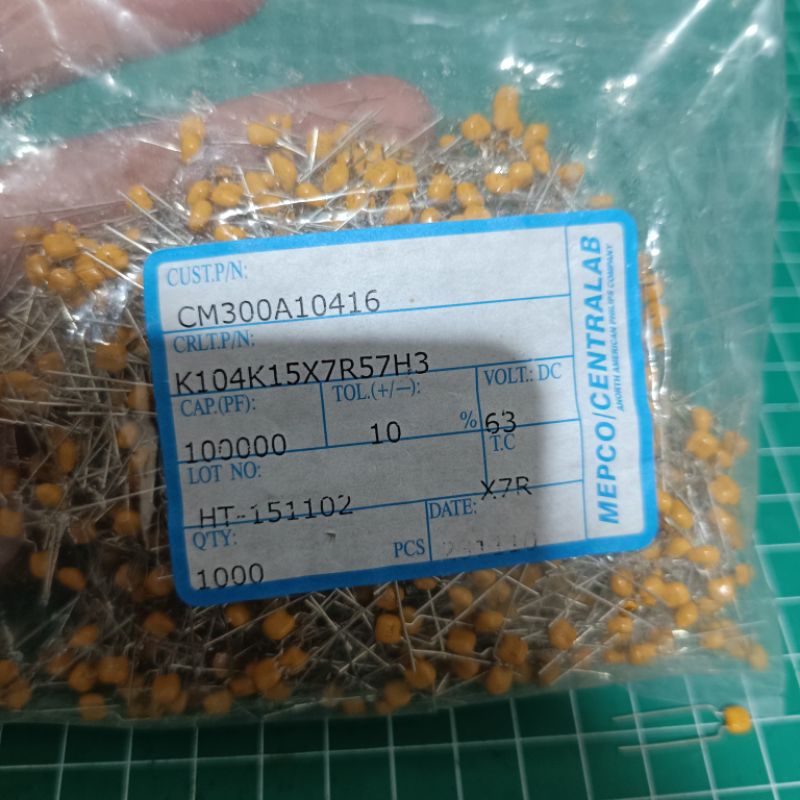 CUST.P/N:
CM300A10416
CRLT.P/N:
K104K15X7R57H3
CAP.(PF): TOL.(+/−): VOLT.: DC
100000 10 % 63
T.C
LOT NO: X7R
HT-151102
QTY: DATE:
1000 PCS
MEPCO/CENTRALAB
ANORTH AMERICAN PHILIPS COMPANY